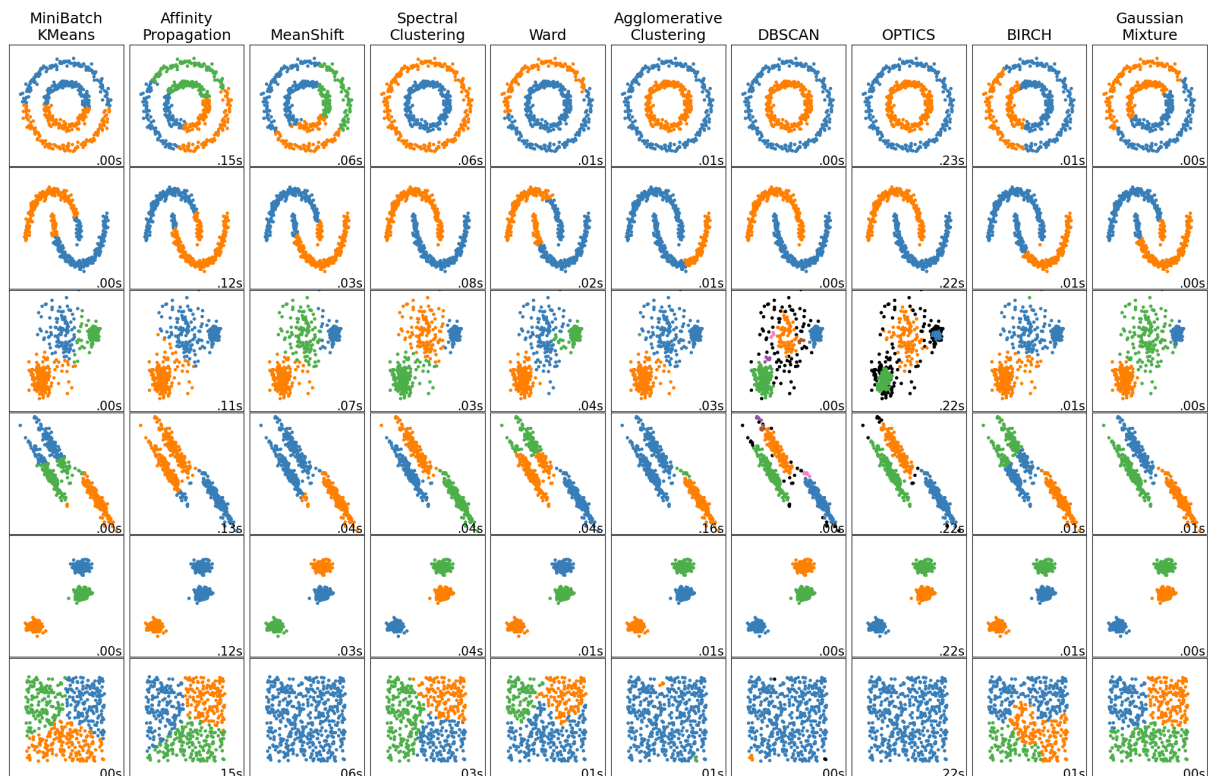 MiniBatch
KMeans
Affinity
Propagation
MeanShift
Spectral
Clustering
Ward
Agglomerative
Clustering
DBSCAN
OPTICS
BIRCH
Gaussian
Mixture
.00s .15s .06s .06s .01s .01s .00s .23s .01s .00s
.00s .12s .03s .08s .02s .01s .00s .22s .01s .00s
.00s .11s .07s .03s .04s .03s .00s .22s .01s .00s
.00s .13s .04s .04s .04s .16s .00s .22s .01s .01s
.00s .12s .03s .04s .01s .01s .00s .22s .01s .00s
.00s .15s .06s .03s .01s .01s .00s .22s .01s .00s